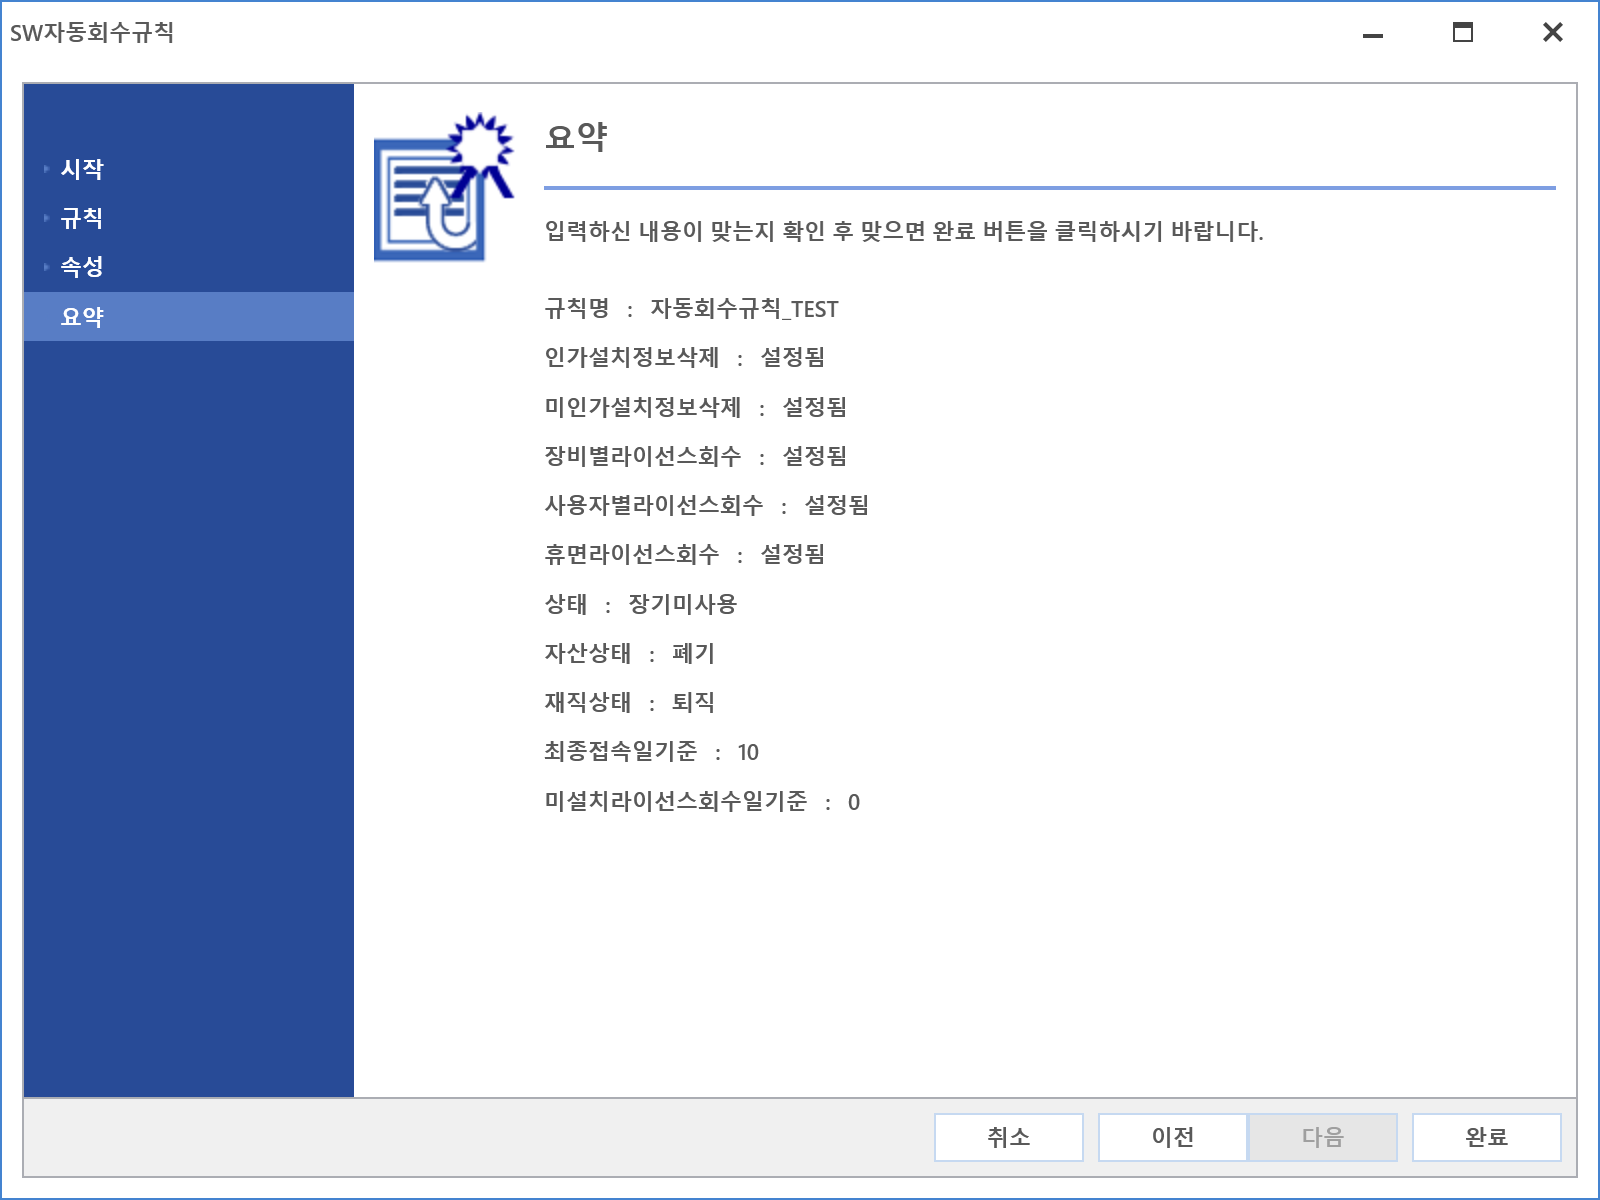 SW자동회수규칙
시작
규칙
속성
요약
요약
입력하신 내용이 맞는지 확인 후 맞으면 완료 버튼을 클릭하시기 바랍니다.
규칙명 : 자동회수규칙_TEST
인가설치정보삭제 : 설정됨
미인가설치정보삭제 : 설정됨
장비별라이선스회수 : 설정됨
사용자별라이선스회수 : 설정됨
휴면라이선스회수 : 설정됨
상태 : 장기미사용
자산상태 : 폐기
재직상태 : 퇴직
최종접속일기준 : 10
미설치라이선스회수일기준 : 0
취소 이전 다음 완료